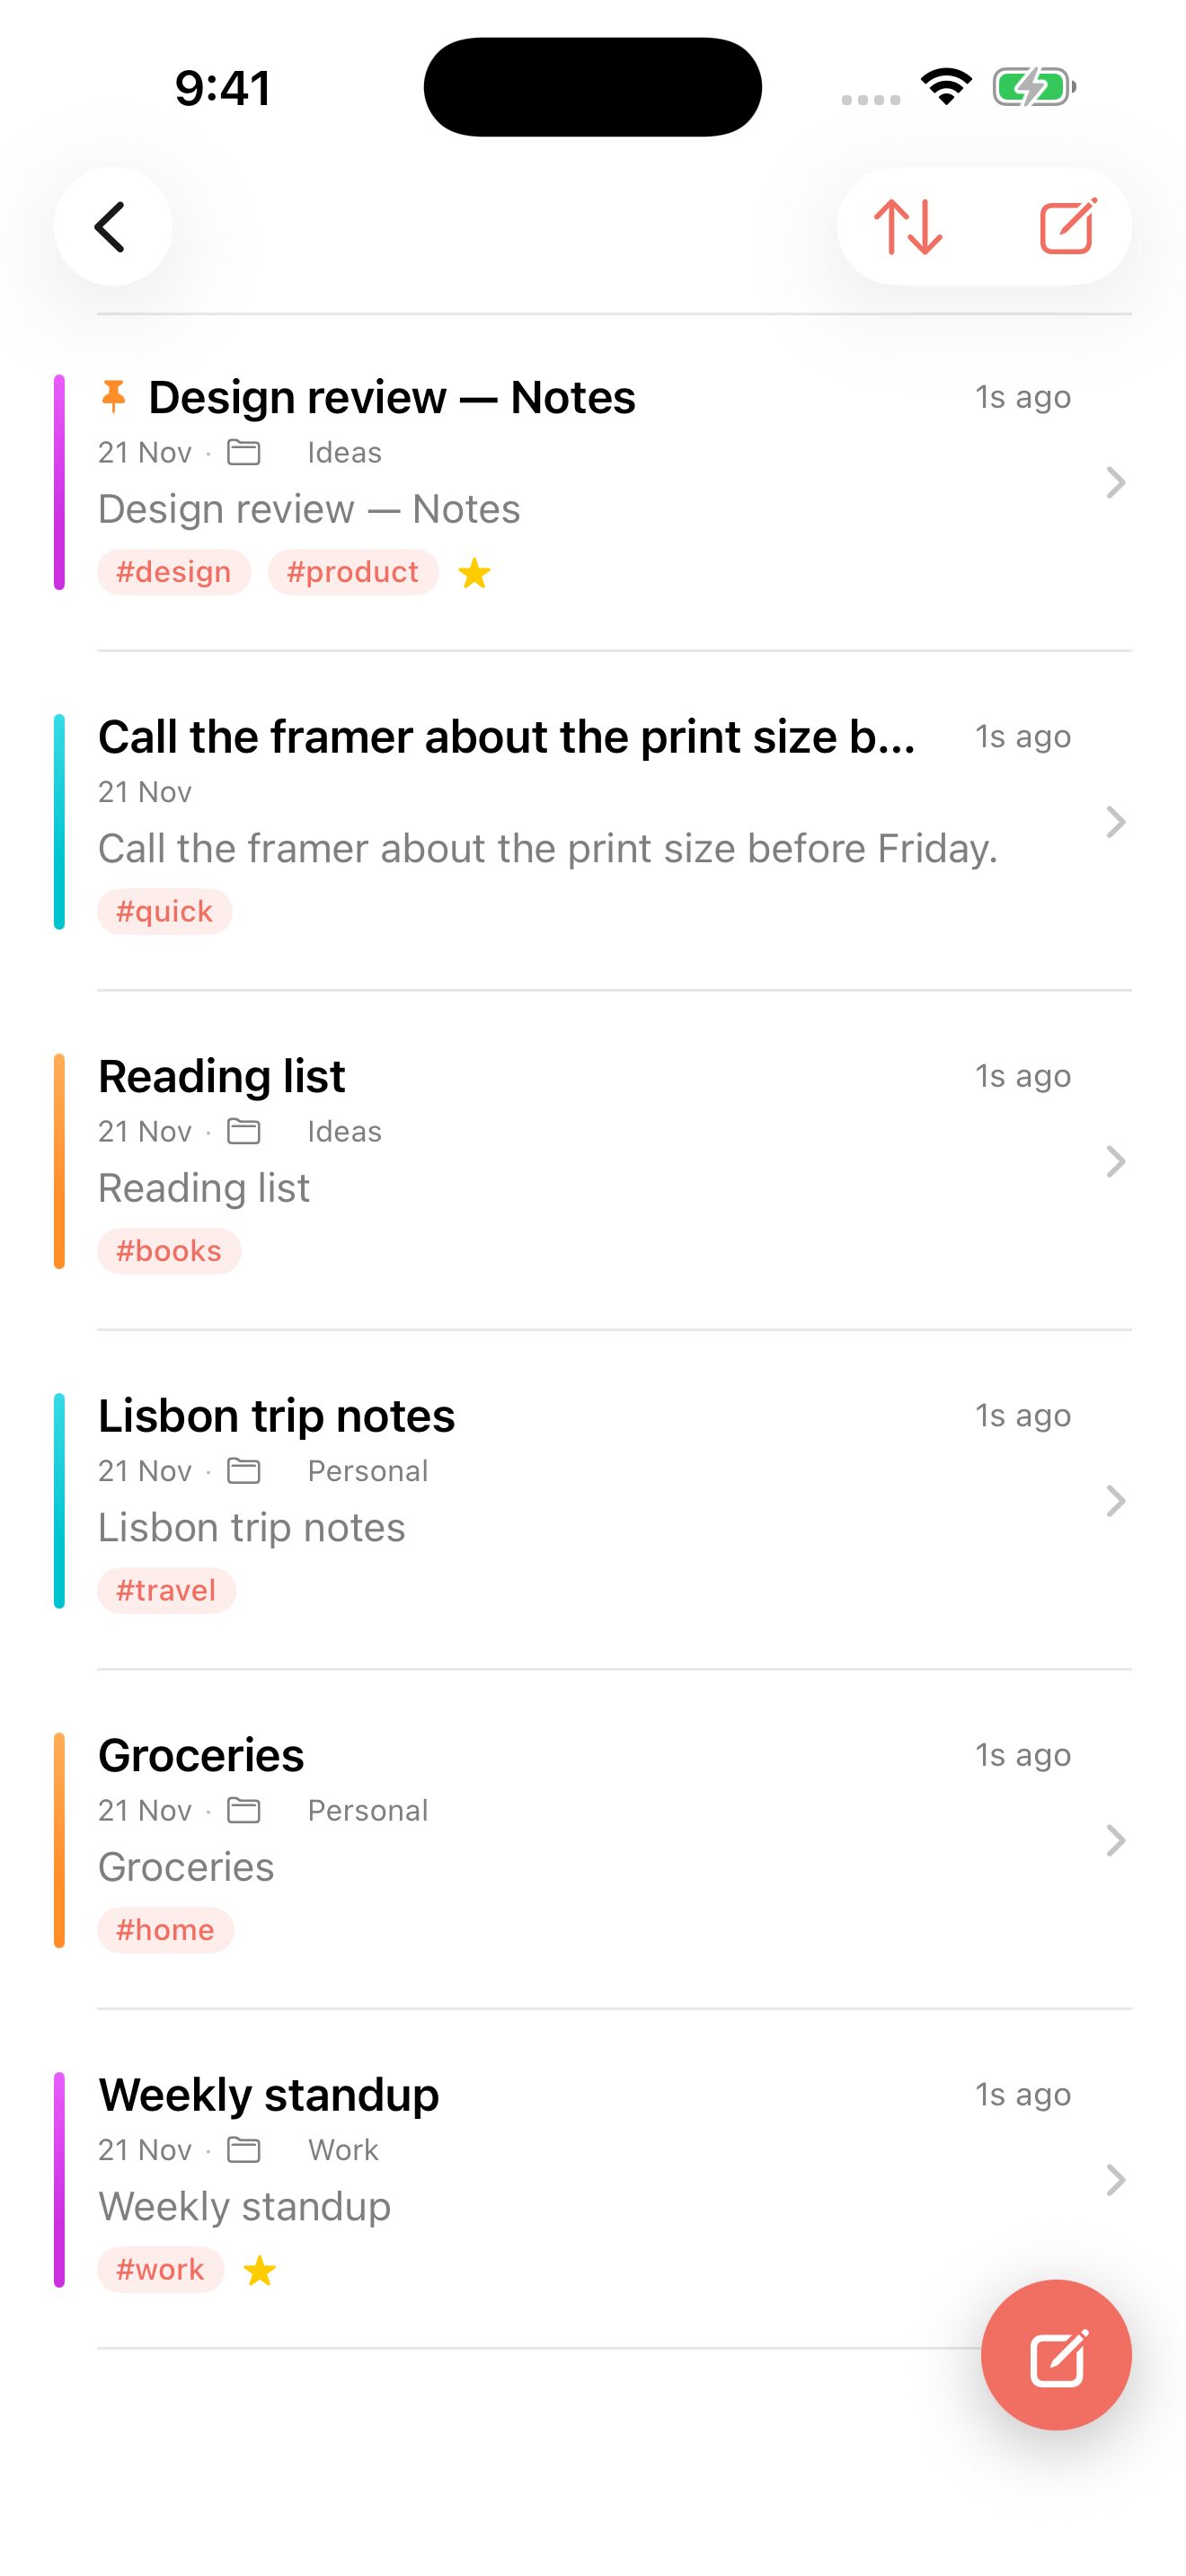 9:41
Design review — Notes
1s ago
21 Nov · Ideas
Design review — Notes
#design #product
Call the framer about the print size b...
1s ago
21 Nov
Call the framer about the print size before Friday.
#quick
Reading list
1s ago
21 Nov · Ideas
Reading list
#books
Lisbon trip notes
1s ago
21 Nov · Personal
Lisbon trip notes
#travel
Groceries
1s ago
21 Nov · Personal
Groceries
#home
Weekly standup
1s ago
21 Nov · Work
Weekly standup
#work